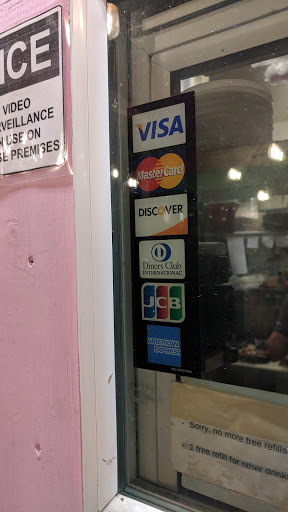 ICE
VIDEO
VEILLANCE
USE ON
SE PREMISES
VISA
MasterCard
DISCOVER
Diners Club
INTERNATIONAL
JCB
AMERICAN
EXPRESS
- Sorry, no more free refills
- 1 free refill for other drink